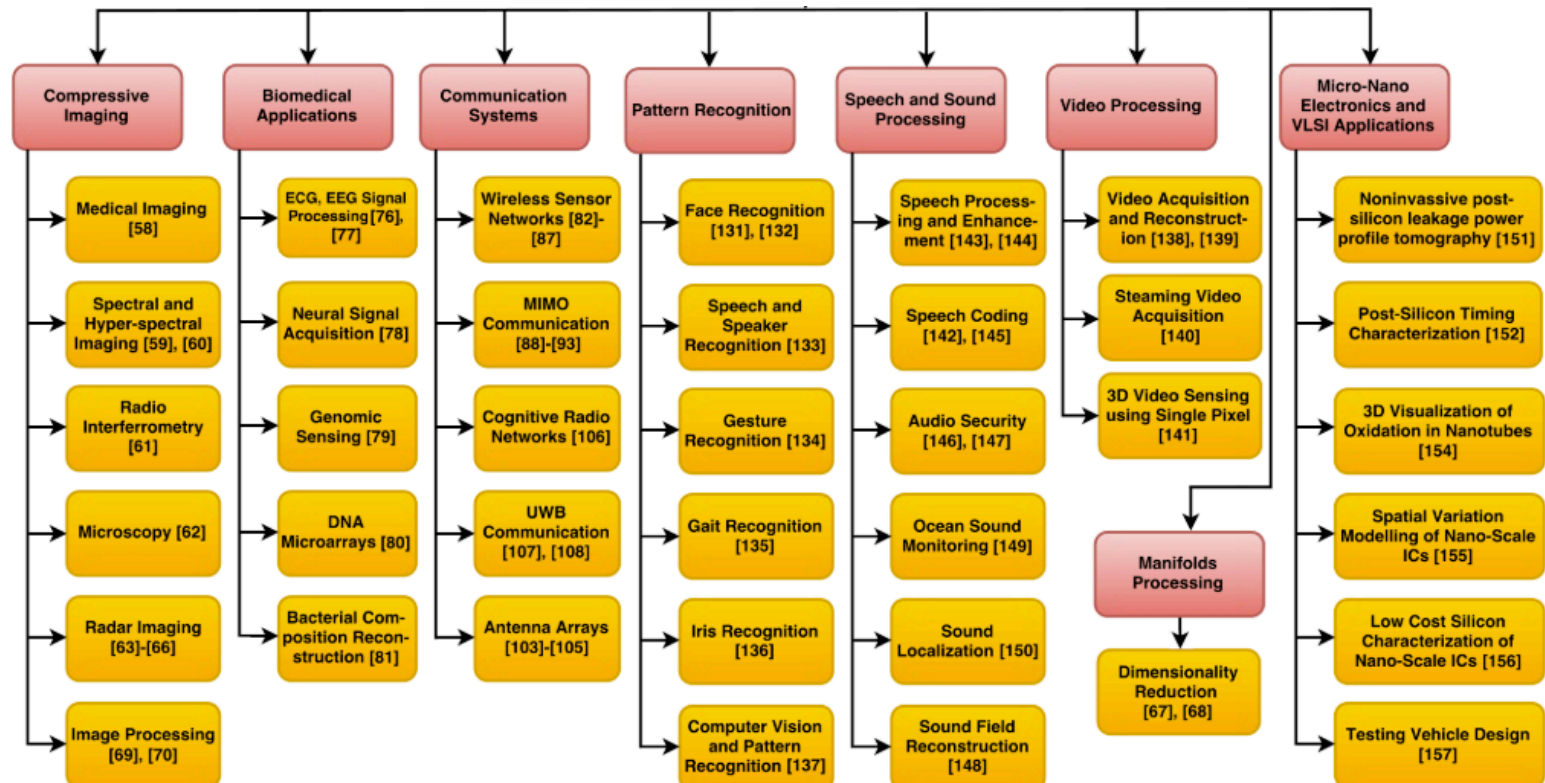 Compressive
Imaging
Medical Imaging
[58]
Spectral and
Hyper-spectral
Imaging [59], [60]
Radio
Interferrometry
[61]
Microscopy [62]
Radar Imaging
[63]-[66]
Image Processing
[69], [70]
Biomedical
Applications
ECG, EEG Signal
Processing [76],
[77]
Neural Signal
Acquisition [78]
Genomic
Sensing [79]
DNA
Microarrays [80]
Bacterial Com-
position Recon-
struction [81]
Communication
Systems
Wireless Sensor
Networks [82]-
[87]
MIMO
Communication
[88]-[93]
Cognitive Radio
Networks [106]
UWB
Communication
[107], [108]
Antenna Arrays
[103]-[105]
Pattern Recognition
Face Recognition
[131], [132]
Speech and
Speaker
Recognition [133]
Gesture
Recognition [134]
Gait Recognition
[135]
Iris Recognition
[136]
Computer Vision
and Pattern
Recognition [137]
Speech and Sound
Processing
Speech Process-
ing and Enhance-
ment [143], [144]
Speech Coding
[142], [145]
Audio Security
[146], [147]
Ocean Sound
Monitoring [149]
Sound
Localization [150]
Sound Field
Reconstruction
[148]
Video Processing
Video Acquisition
and Reconstruct-
ion [138], [139]
Steaming Video
Acquisition
[140]
3D Video Sensing
using Single Pixel
[141]
Manifolds
Processing
Dimensionality
Reduction
[67], [68]
Micro-Nano
Electronics and
VLSI Applications
Noninvasive post-
silicon leakage power
profile tomography [151]
Post-Silicon Timing
Characterization [152]
3D Visualization of
Oxidation in Nanotubes
[154]
Spatial Variation
Modelling of Nano-Scale
ICs [155]
Low Cost Silicon
Characterization of
Nano-Scale ICs [156]
Testing Vehicle Design
[157]